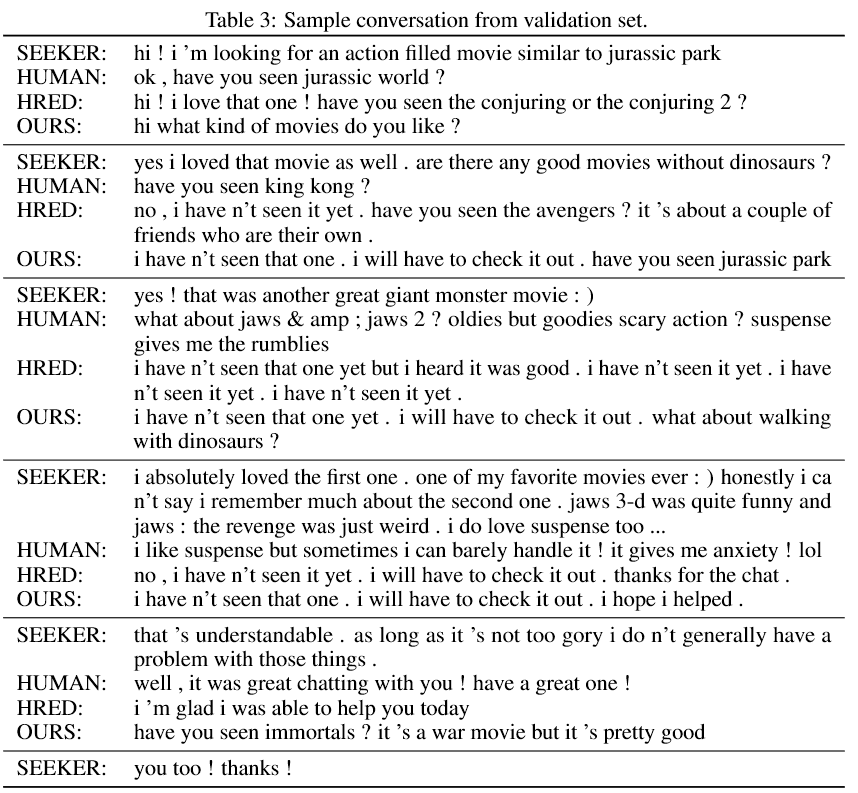 Table 3: Sample conversation from validation set.
SEEKER: hi ! i 'm looking for an action filled movie similar to jurassic park
HUMAN: ok , have you seen jurassic world ?
HRED: hi ! i love that one ! have you seen the conjuring or the conjuring 2 ?
OURS: hi what kind of movies do you like ?
SEEKER: yes i loved that movie as well . are there any good movies without dinosaurs ?
HUMAN: have you seen king kong ?
HRED: no , i have n't seen it yet . have you seen the avengers ? it 's about a couple of
friends who are their own .
OURS: i have n't seen that one . i will have to check it out . have you seen jurassic park
SEEKER: yes ! that was another great giant monster movie : )
HUMAN: what about jaws & amp ; jaws 2 ? oldies but goodies scary action ? suspense
gives me the rumblies
HRED: i have n't seen that one yet but i heard it was good . i have n't seen it yet . i have
n't seen it yet . i have n't seen it yet .
OURS: i have n't seen that one yet . i will have to check it out . what about walking
with dinosaurs ?
SEEKER: i absolutely loved the first one . one of my favorite movies ever : ) honestly i ca
n't say i remember much about the second one . jaws 3-d was quite funny and
jaws : the revenge was just weird . i do love suspense too ...
HUMAN: i like suspense but sometimes i can barely handle it ! it gives me anxiety ! lol
HRED: no , i have n't seen it yet . i will have to check it out . thanks for the chat .
OURS: i have n't seen that one . i will have to check it out . i hope i helped .
SEEKER: that 's understandable . as long as it 's not too gory i do n't generally have a
problem with those things .
HUMAN: well , it was great chatting with you ! have a great one !
HRED: i 'm glad i was able to help you today
OURS: have you seen immortals ? it 's a war movie but it 's pretty good
SEEKER: you too ! thanks !